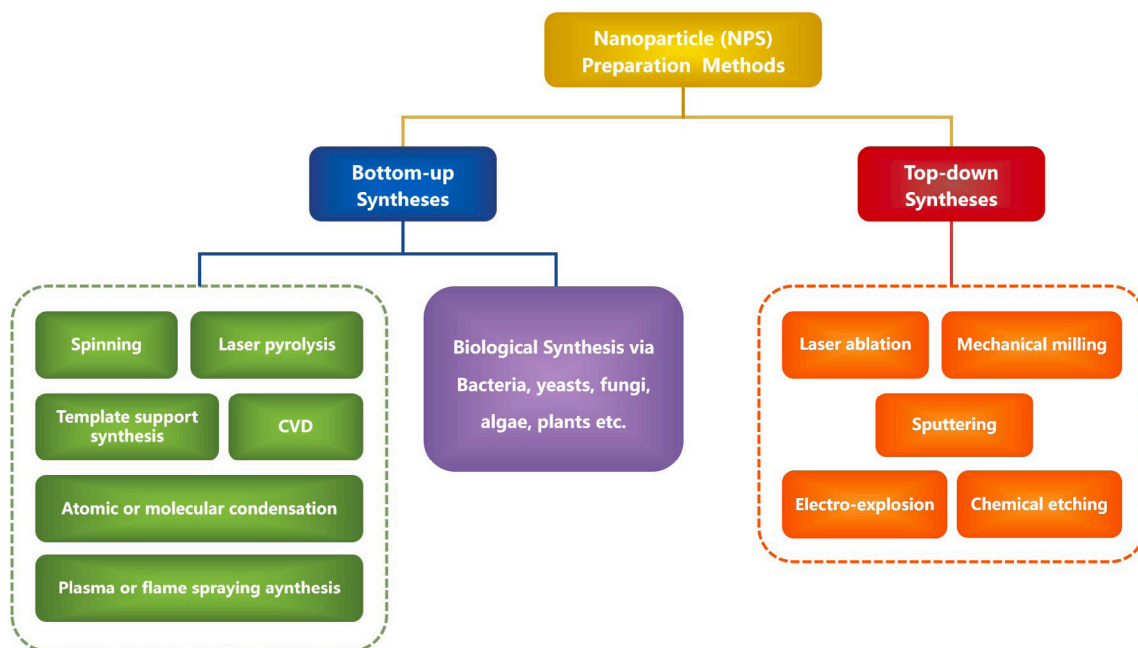 Nanoparticle (NPS)
Preparation Methods
Bottom-up
Syntheses
Top-down
Syntheses
Spinning
Laser pyrolysis
Template support
synthesis
CVD
Atomic or molecular condensation
Plasma or flame spraying aynthesis
Biological Synthesis via
Bacteria, yeasts, fungi,
algae, plants etc.
Laser ablation
Mechanical milling
Sputtering
Electro-explosion
Chemical etching